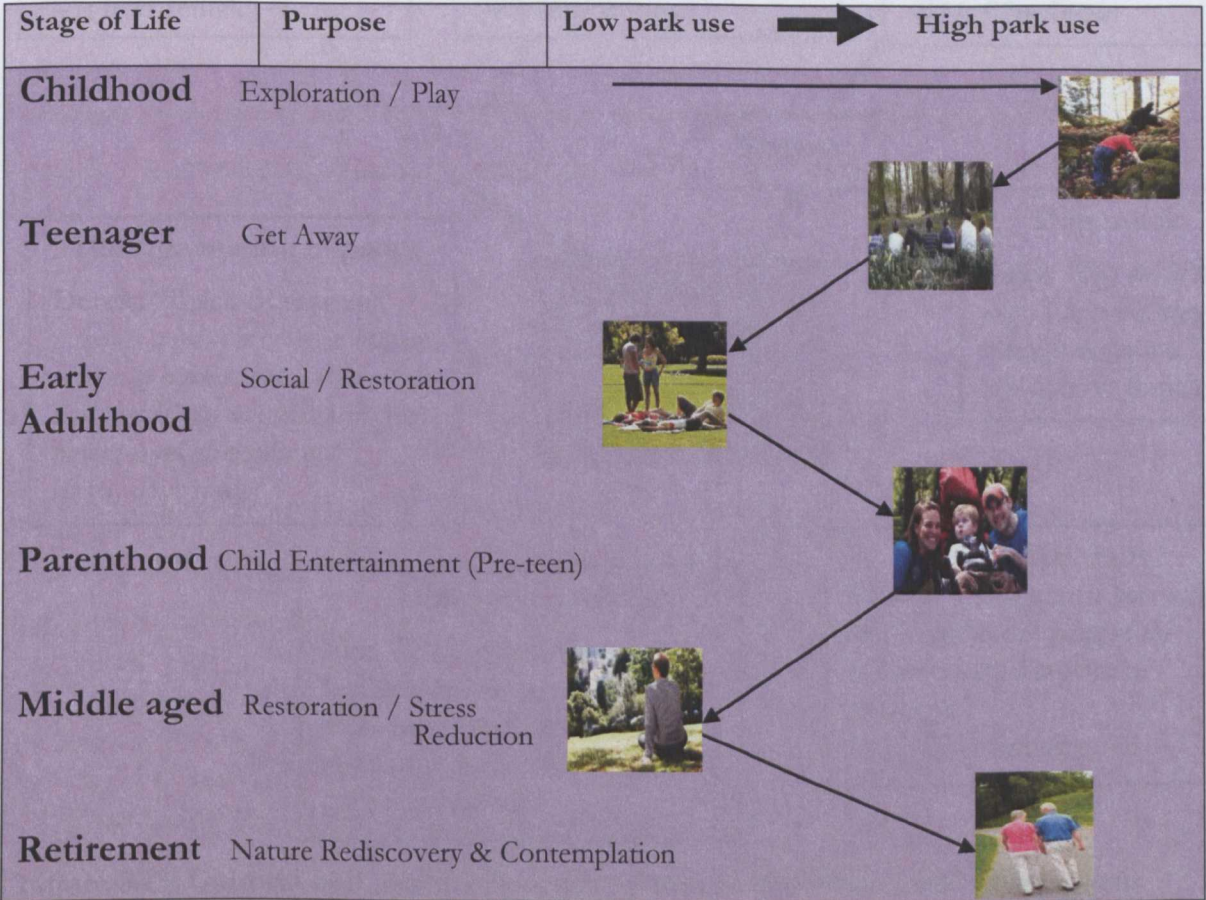 Stage of Life Purpose Low park use High park use
Childhood Exploration / Play
Teenager Get Away
Early Social / Restoration
Adulthood
Parenthood Child Entertainment (Pre-teen)
Middle aged Restoration / Stress
Reduction
Retirement Nature Rediscovery & Contemplation